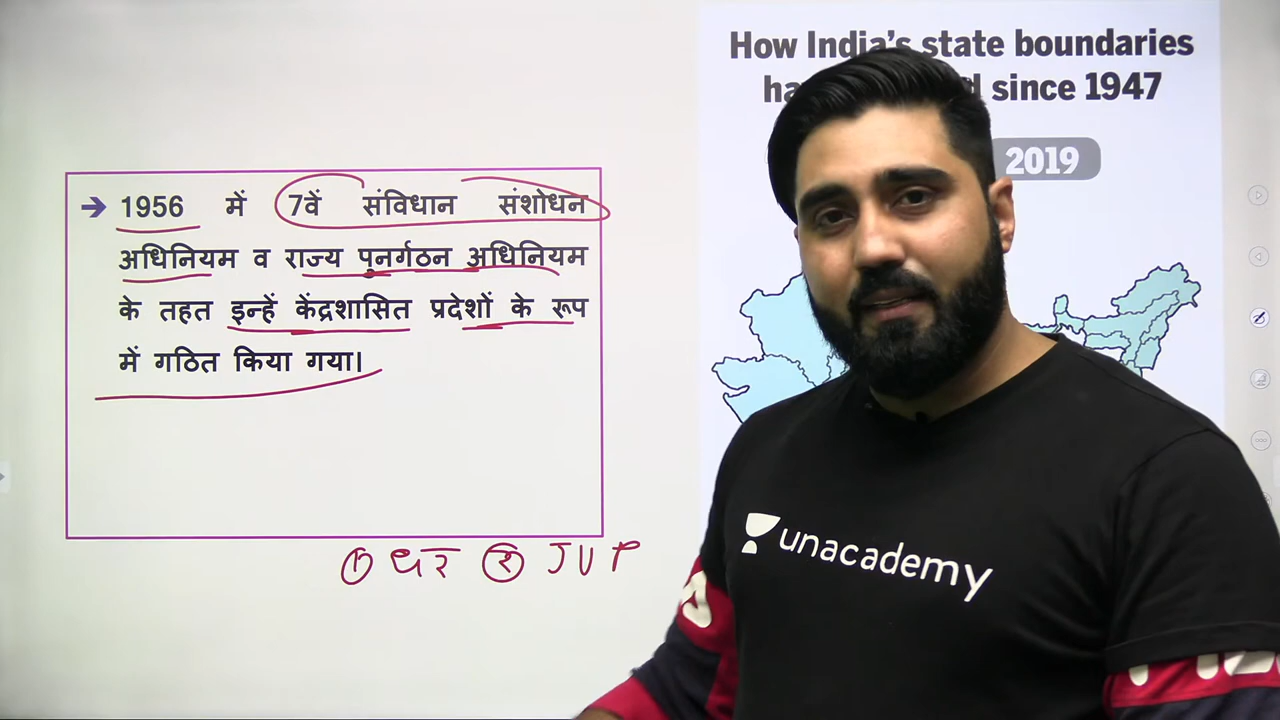 How India's state boundaries
since 1947
2019
➔ 1956 में 7वें संविधान संशोधन
अधिनियम व राज्य पुनर्गठन अधिनियम
के तहत इन्हें केंद्रशासित प्रदेशों के रूप
में गठित किया गया।
① धर ② JVP
unacademy